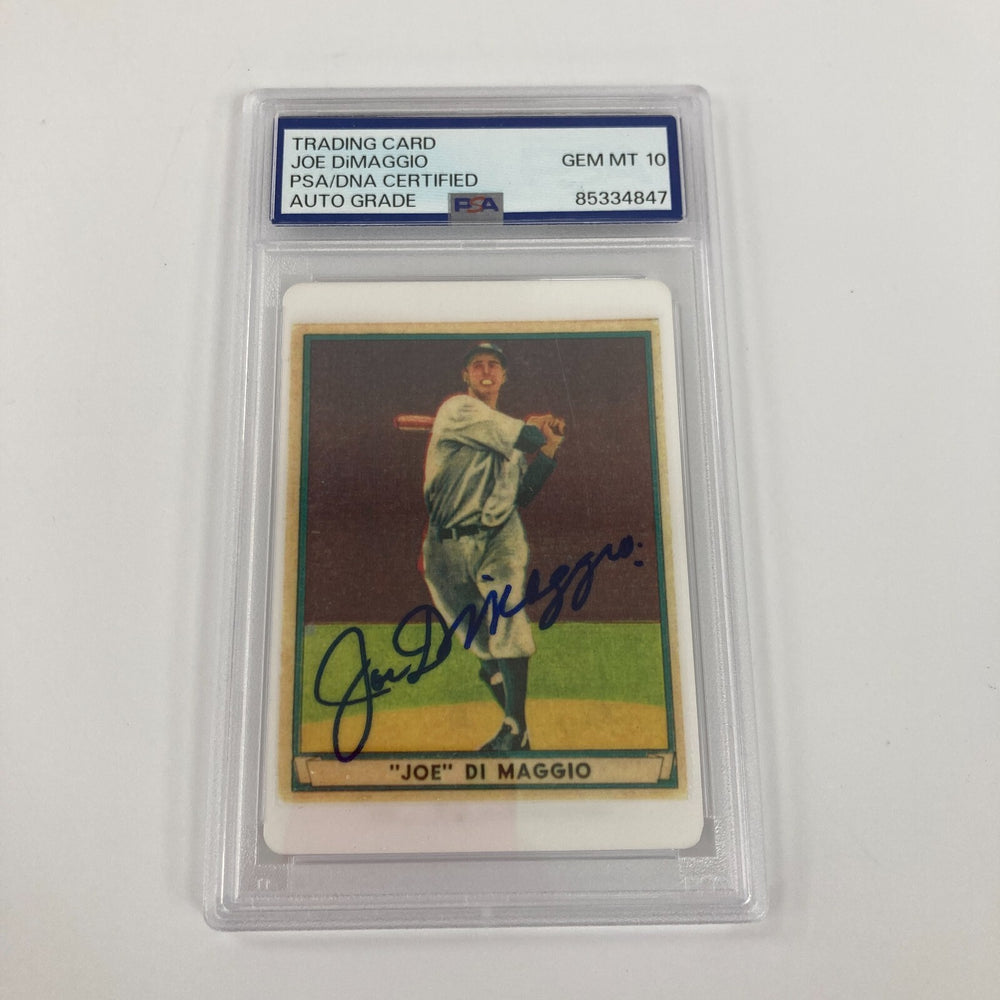 TRADING CARD
JOE DiMAGGIO
PSA/DNA CERTIFIED
AUTO GRADE
GEM MT 10
85334847
PSA
Joe DiMaggio
"JOE" DI MAGGIO